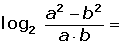 log₂ (a² - b²)/(a · b) =